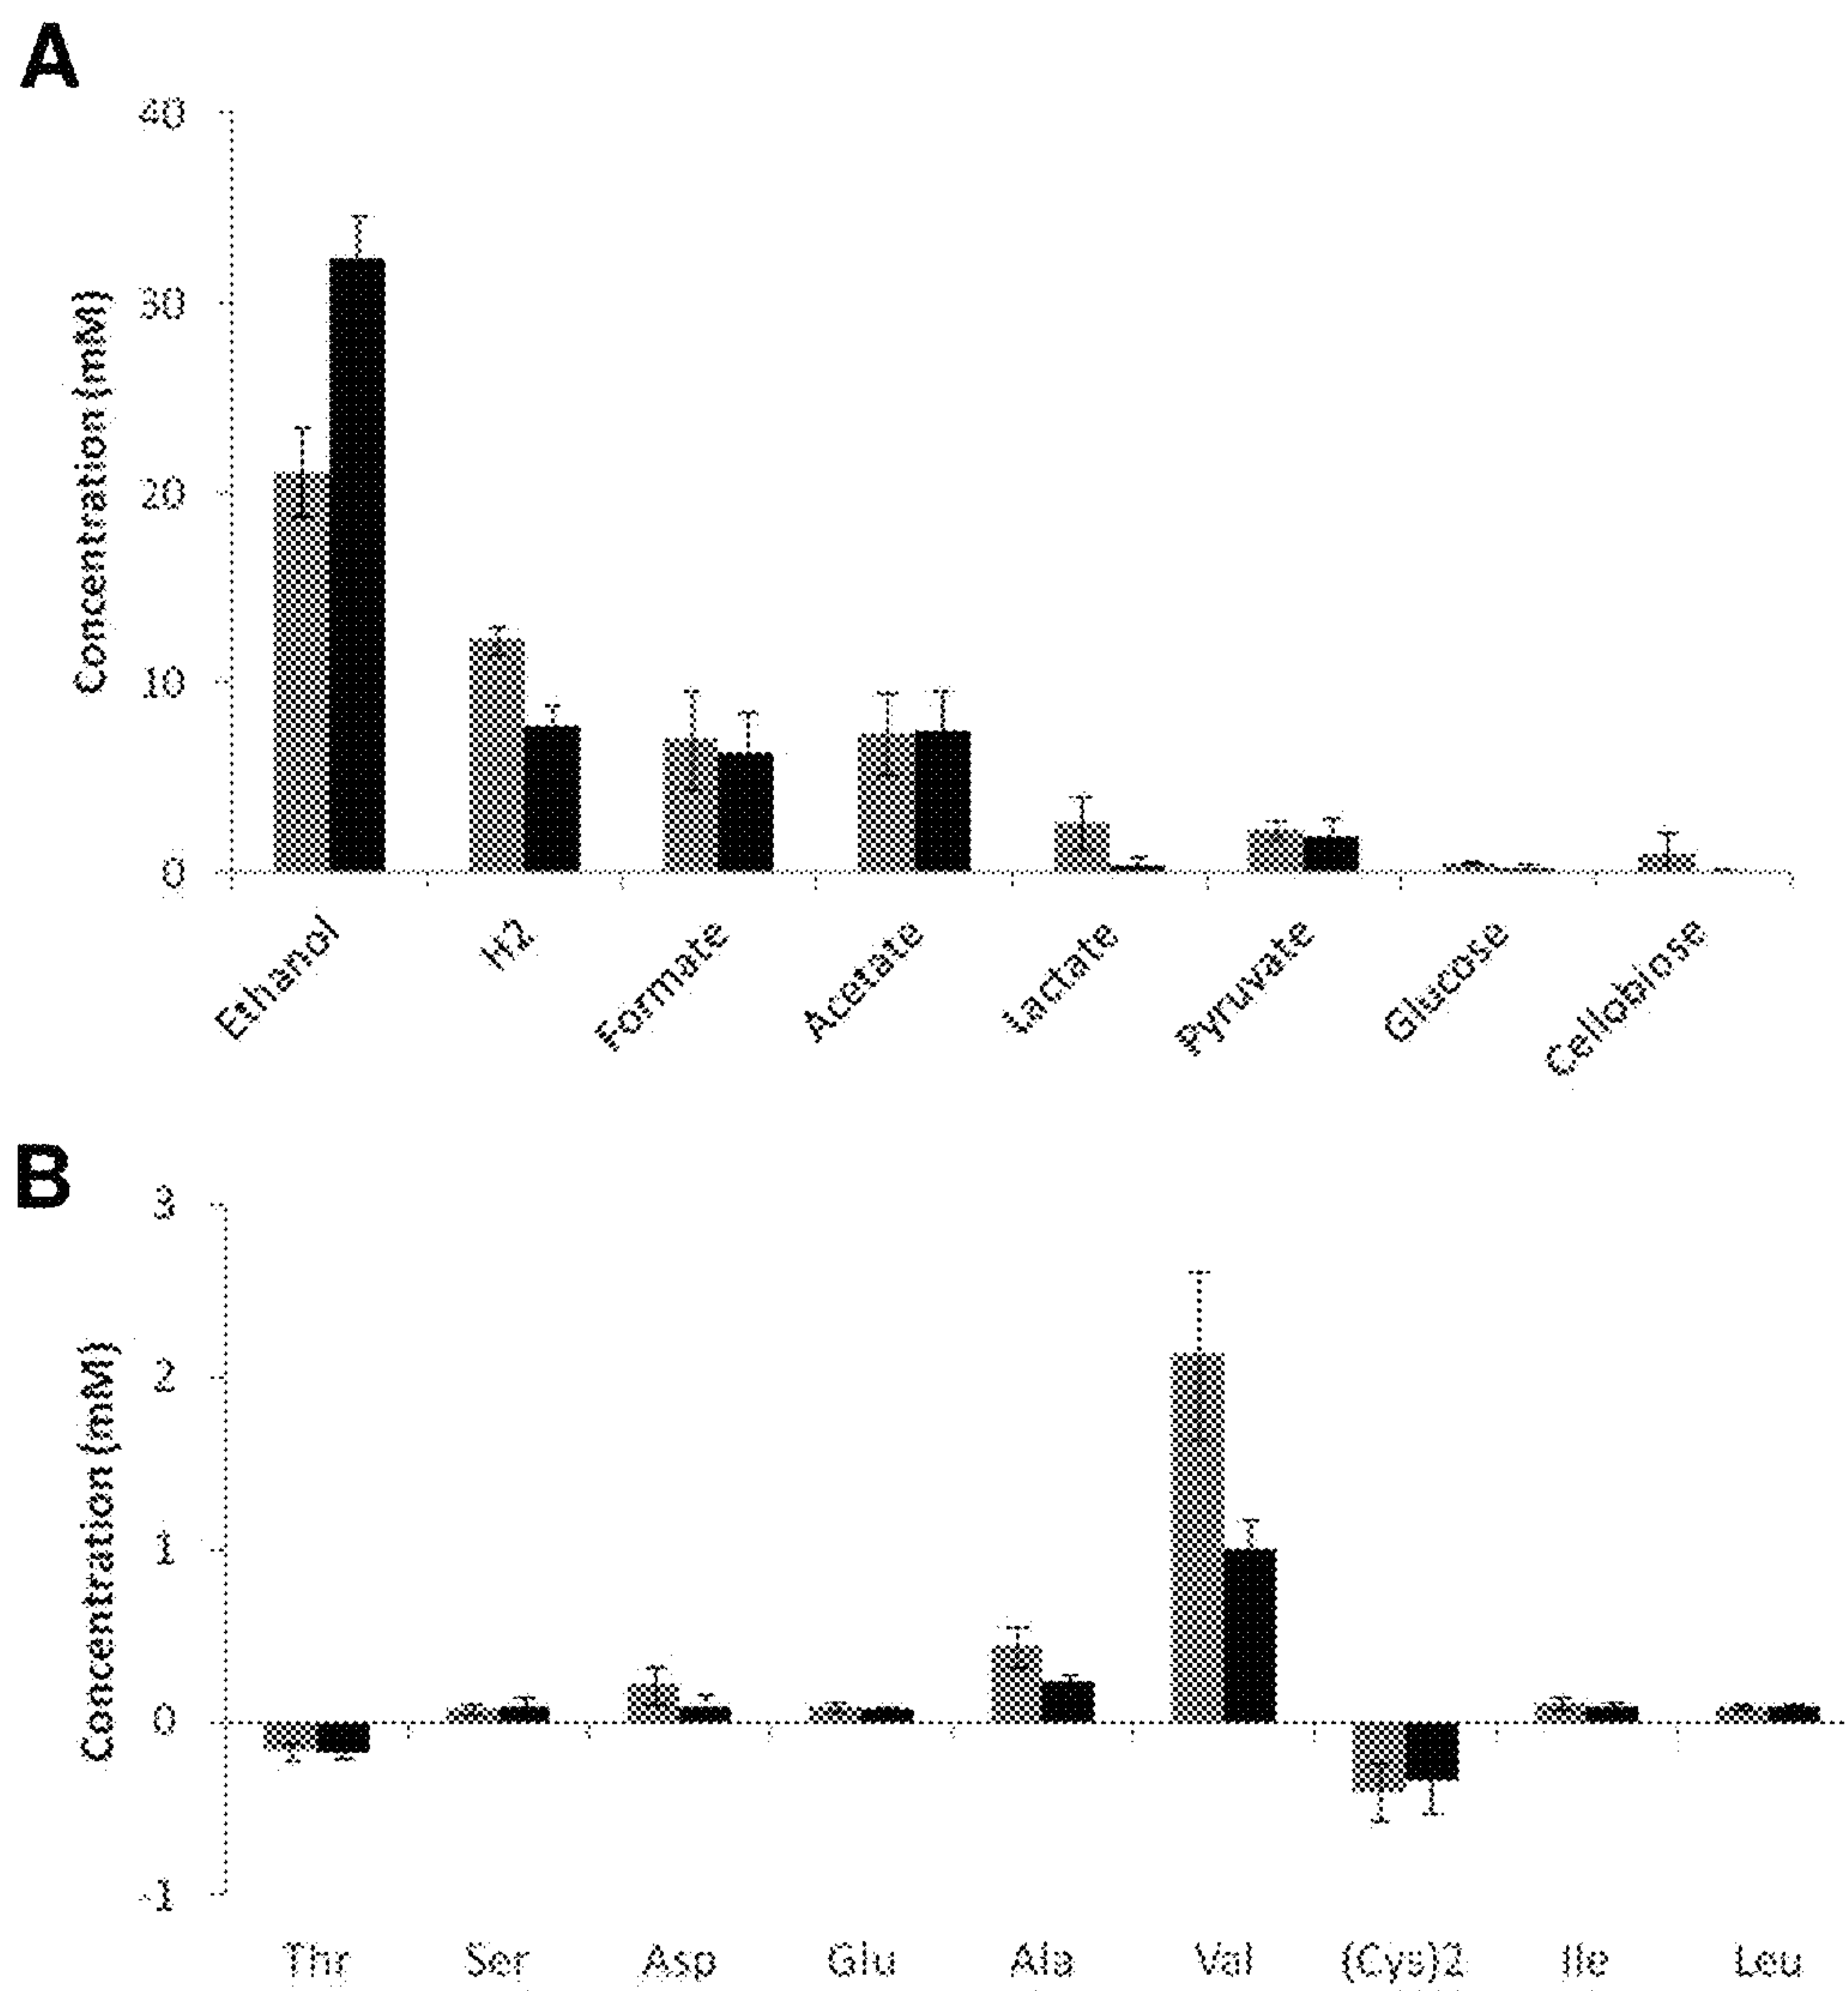 A
40
30
20
10
0
Concentration (mM)
Ethanol
H2
Formate
Acetate
Lactate
Pyruvate
Glucose
Cellobiose
B
3
2
1
0
-1
Concentration (mM)
Thr
Ser
Asp
Glu
Ala
Val
(Cys)2
Ile
Leu